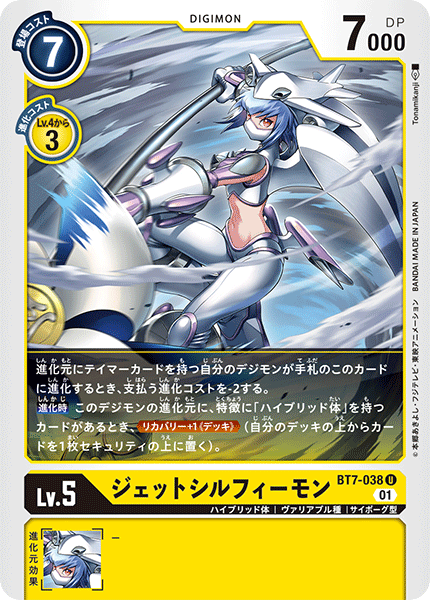 DIGIMON
登場コスト
7
7000
DP
進化コスト
Lv.4から
3
Tonamikanji
BANDAI MADE IN JAPAN
©本郷あきよし・フジテレビ・東映アニメーション
進化元にテイマーカードを持つ自分のデジモンが手札のこのカード
に進化するとき、支払う進化コストを-2する。
進化時 このデジモンの進化元に、特徴に「ハイブリッド体」を持つ
カードがあるとき、リカバリー+1《デッキ》（自分のデッキの上からカー
ドを1枚セキュリティの上に置く）。
Lv.5
ジェットシルフィーモン
BT7-038 U
01
ハイブリッド体 | ヴァリアブル種 | サイボーグ型
進化元効果
–